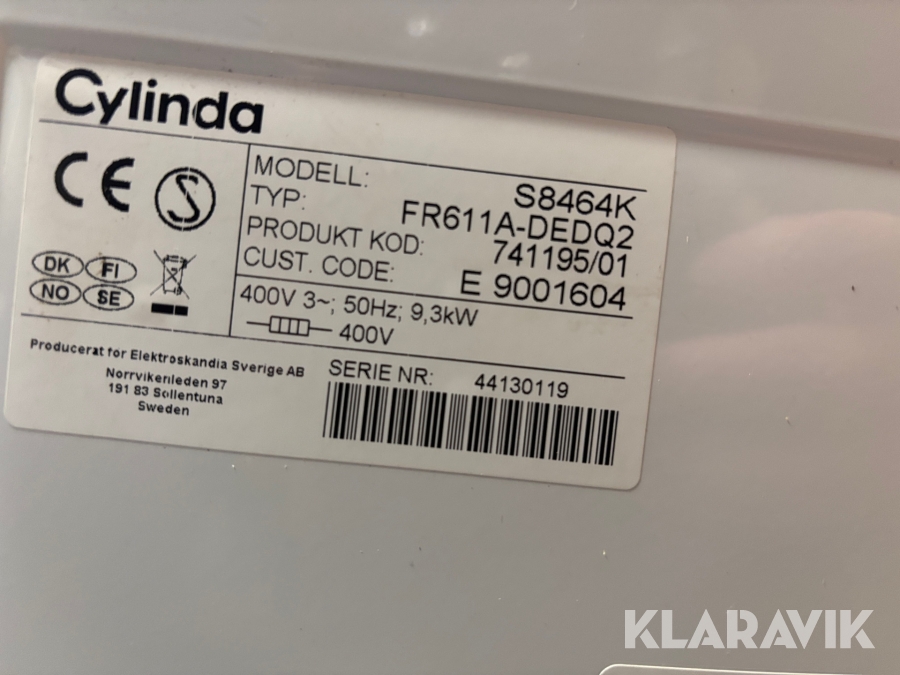 Cylinda
CE S
MODELL: S8464K
TYP: FR611A-DEDQ2
PRODUKT KOD: 741195/01
CUST. CODE: E 9001604
DK FI
NO SE
400V 3~; 50Hz; 9,3kW
400V
Producerat för Elektroskandia Sverige AB
Norrvikenleden 97
191 83 Sollentuna
Sweden
SERIE NR: 44130119
KLARAVIK